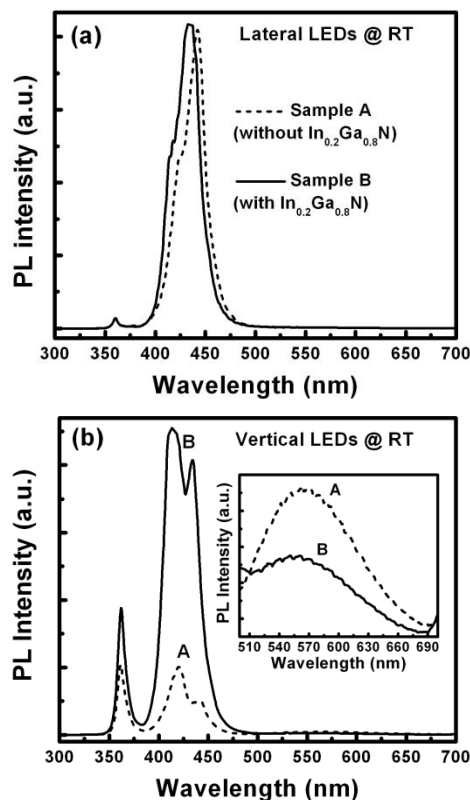 (a)
Lateral LEDs @ RT
Sample A
(without In0.2Ga0.8N)
Sample B
(with In0.2Ga0.8N)
PL intensity (a.u.)
300 350 400 450 500 550 600 650 700
Wavelength (nm)
(b)
Vertical LEDs @ RT
B
A
PL Intensity (a.u.)
A
B
PL Intensity (a.u.)
510 540 570 600 630 660 690
Wavelength (nm)
300 350 400 450 500 550 600 650 700
Wavelength (nm)